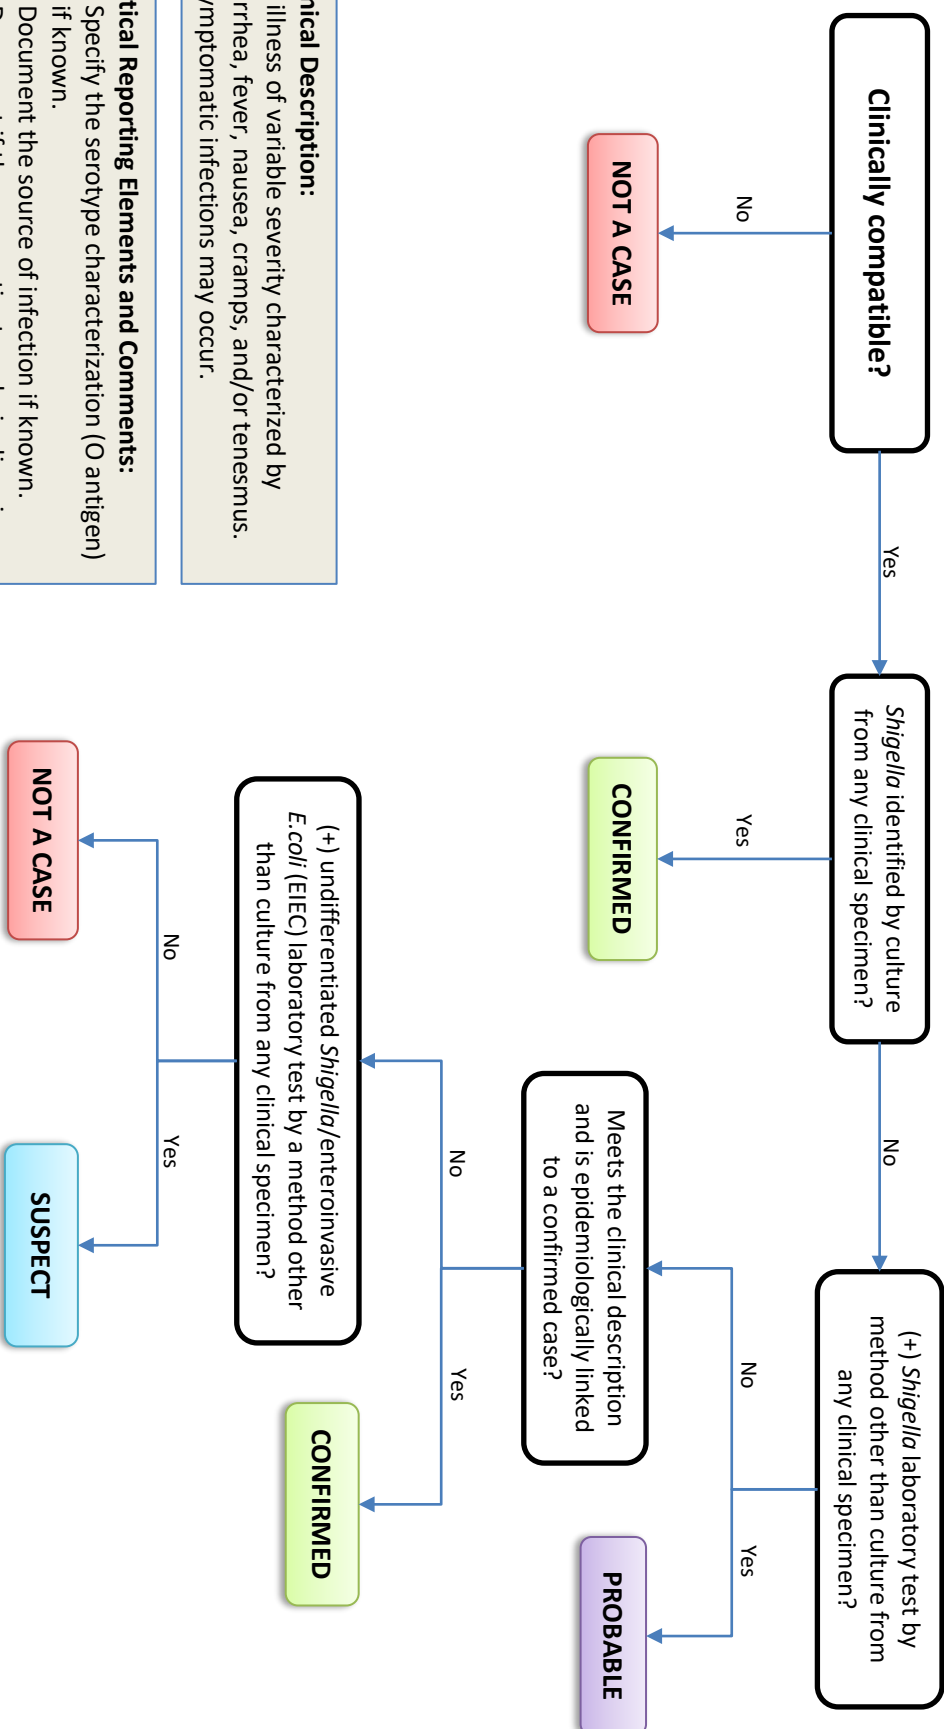 Clinically compatible?
Yes
Shigella identified by culture
from any clinical specimen?
No
(+) Shigella laboratory test by
method other than culture from
any clinical specimen?
No
NOT A CASE
Yes
CONFIRMED
No
Yes
PROBABLE
Meets the clinical description
and is epidemiologically linked
to a confirmed case?
No
Yes
CONFIRMED
(+) undifferentiated Shigella/enteroinvasive
E.coli (EIEC) laboratory test by a method other
than culture from any clinical specimen?
No
Yes
NOT A CASE
SUSPECT
Description:
illness of variable severity characterized by
fever, nausea, cramps, and/or tenesmus.
infections may occur.
Reporting Elements and Comments:
Specify the serotype characterization (O antigen)
if known.
Document the source of infection if known.